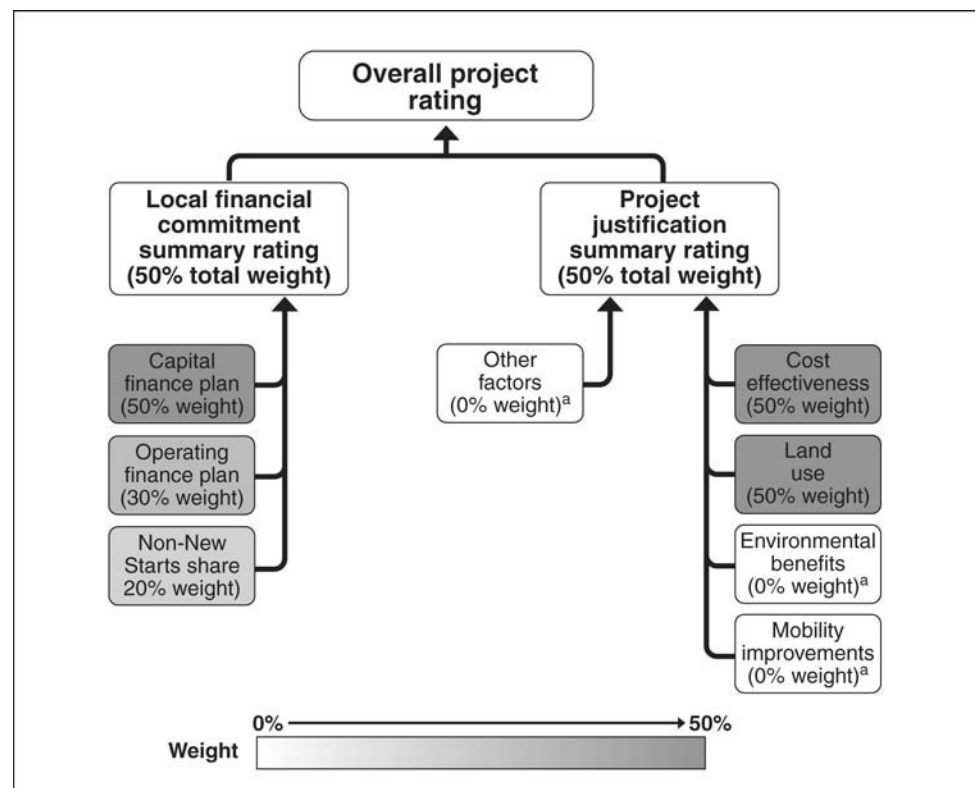 Overall project
rating
Local financial
commitment
summary rating
(50% total weight)
Project
justification
summary rating
(50% total weight)
Capital
finance plan
(50% weight)
Operating
finance plan
(30% weight)
Non-New
Starts share
20% weight)
Other
factors
(0% weight)a
Cost
effectiveness
(50% weight)
Land
use
(50% weight)
Environmental
benefits
(0% weight)a
Mobility
improvements
(0% weight)a
0% 50%
Weight